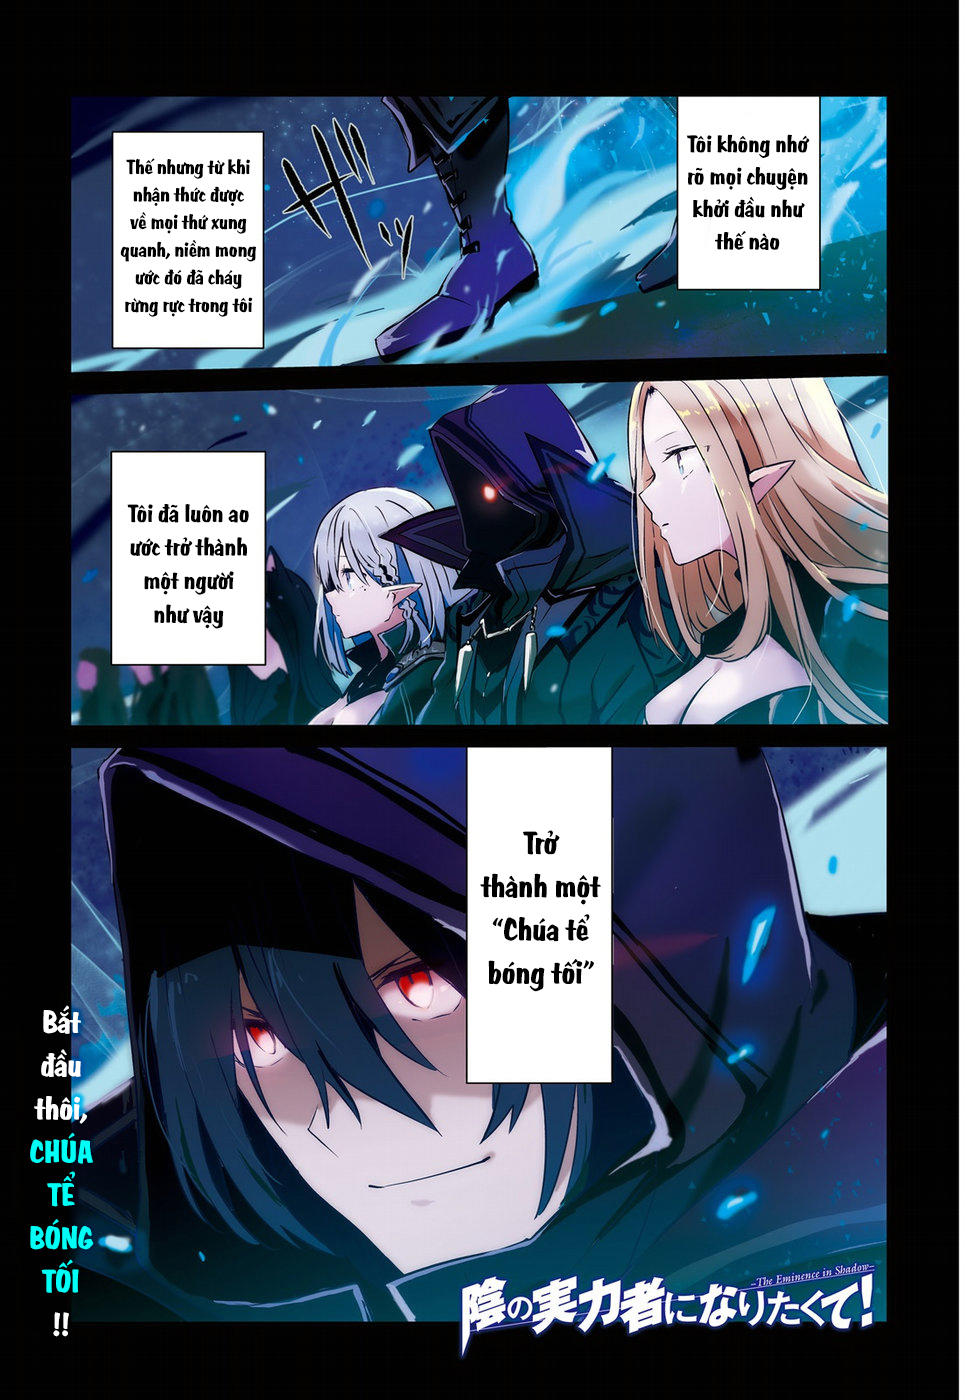 Tôi không nhớ
rõ mọi chuyện
khởi đầu như
thế nào
ザッ
Thế nhưng từ khi
nhận thức được
về mọi thứ xung
quanh, niềm mong
ước đó đã cháy
rừng rực trong tôi
Tôi đã luôn ao
ước trở thành
một người
như vậy
Trở
thành một
“Chúa tể
bóng tối”
Bắt
đầu
thôi,
CHÚA
TỂ
BÓNG
TỐI
!!
-The Eminence in Shadow-
陰の実力者になりたくて!